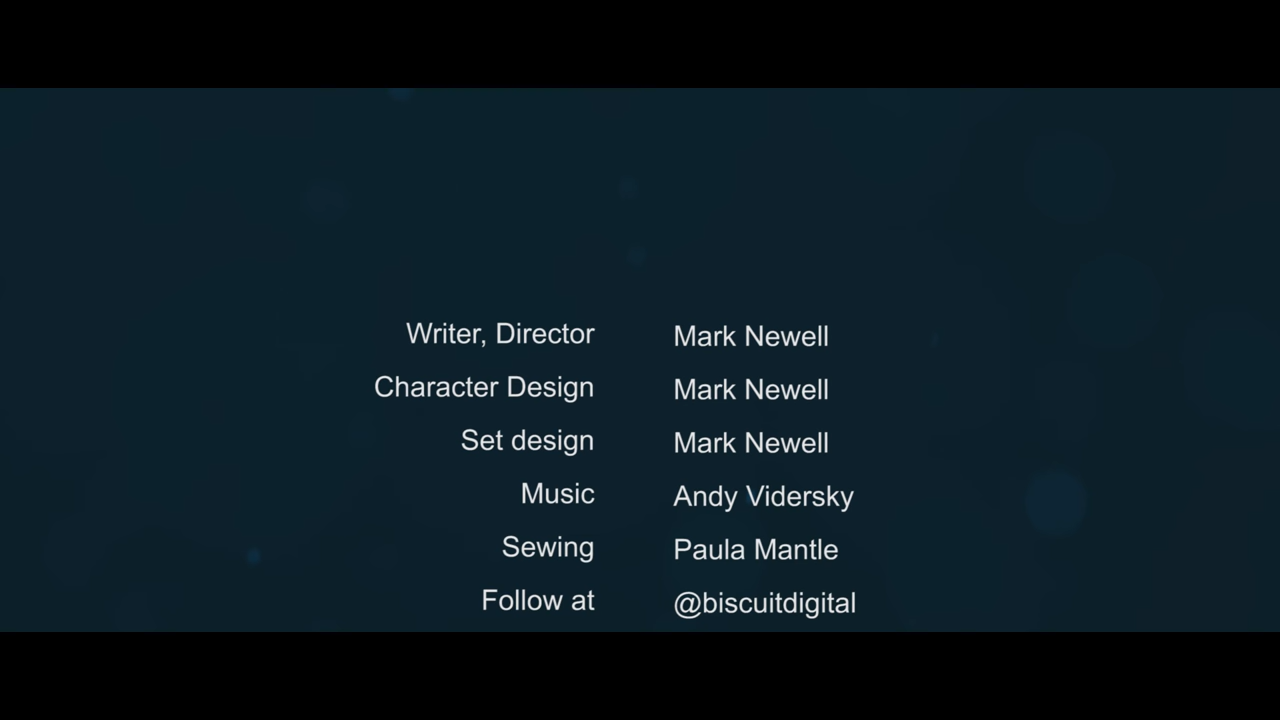 Writer, Director Mark Newell
Character Design Mark Newell
Set design Mark Newell
Music Andy Vidersky
Sewing Paula Mantle
Follow at @biscuitdigital